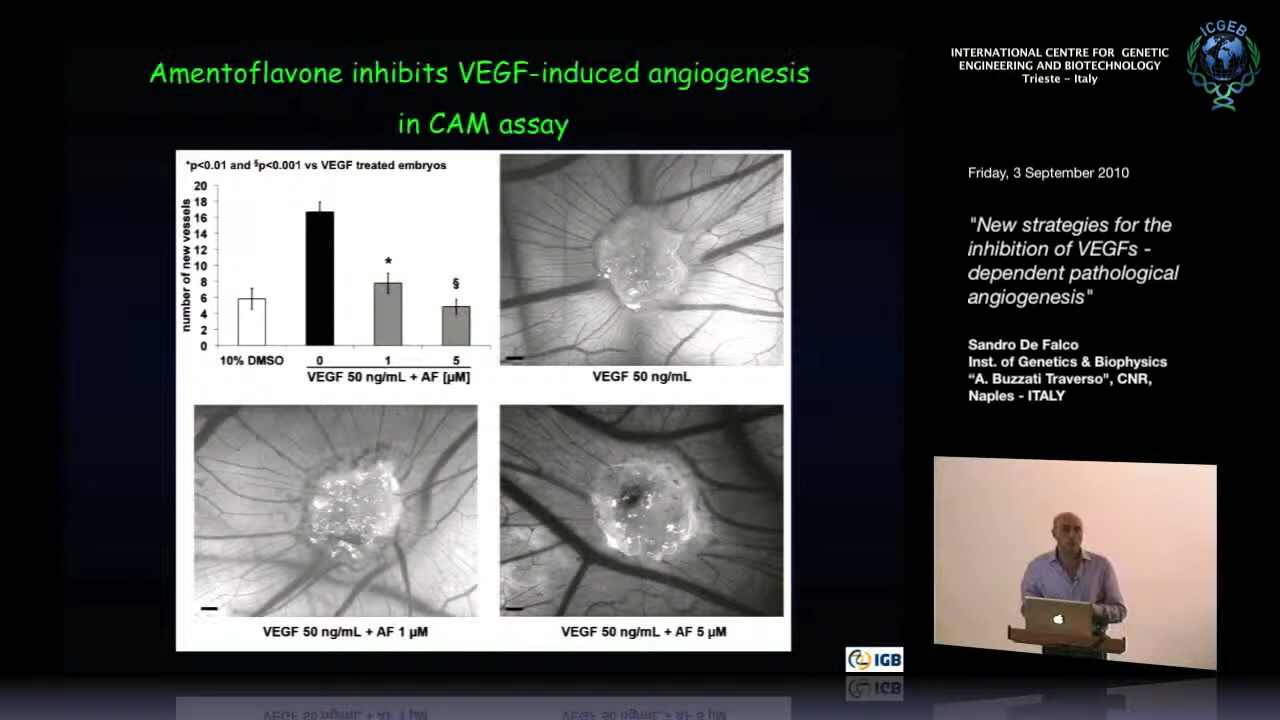 Amentoflavone inhibits VEGF-induced angiogenesis
in CAM assay
*p<0.01 and §p<0.001 vs VEGF treated embryos
number of new vessels
20
18
16
14
12
10
8
6
4
2
0
*
§
10% DMSO 0 1 5
VEGF 50 ng/mL + AF [µM]
VEGF 50 ng/mL
VEGF 50 ng/mL + AF 1 µM
VEGF 50 ng/mL + AF 5 µM
IGB
INTERNATIONAL CENTRE FOR GENETIC
ENGINEERING AND BIOTECHNOLOGY
Trieste – Italy
ICGEB
Friday, 3 September 2010
"New strategies for the
inhibition of VEGFs -
dependent pathological
angiogenesis"
Sandro De Falco
Inst. of Genetics & Biophysics
“A. Buzzati Traverso", CNR,
Naples - ITALY